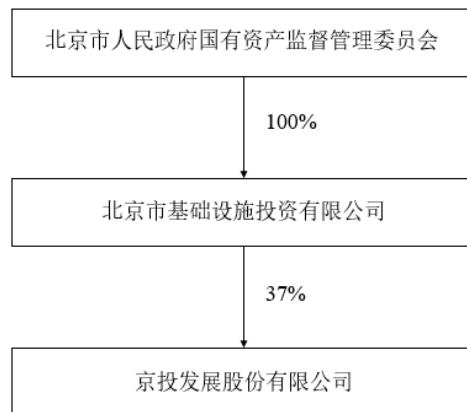 北京市人民政府国有资产监督管理委员会
100%
北京市基础设施投资有限公司
37%
京投发展股份有限公司